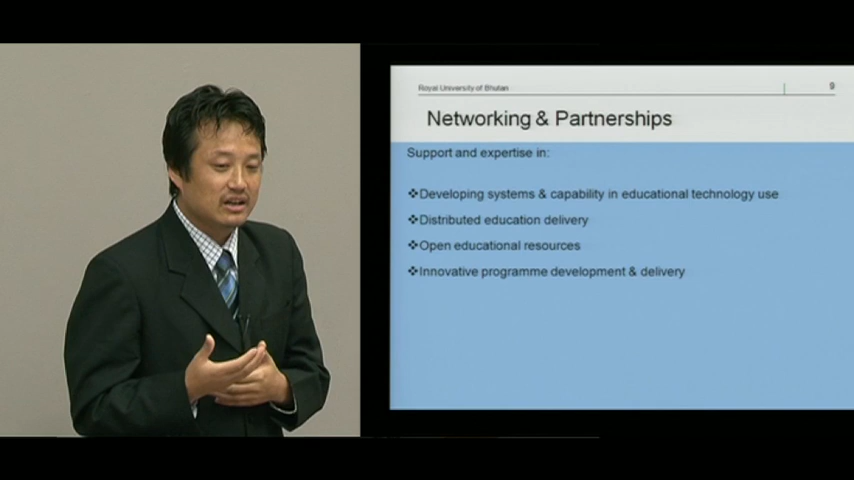 Royal University of Bhutan
9
Networking & Partnerships
Support and expertise in:
❖Developing systems & capability in educational technology use
❖Distributed education delivery
❖Open educational resources
❖Innovative programme development & delivery